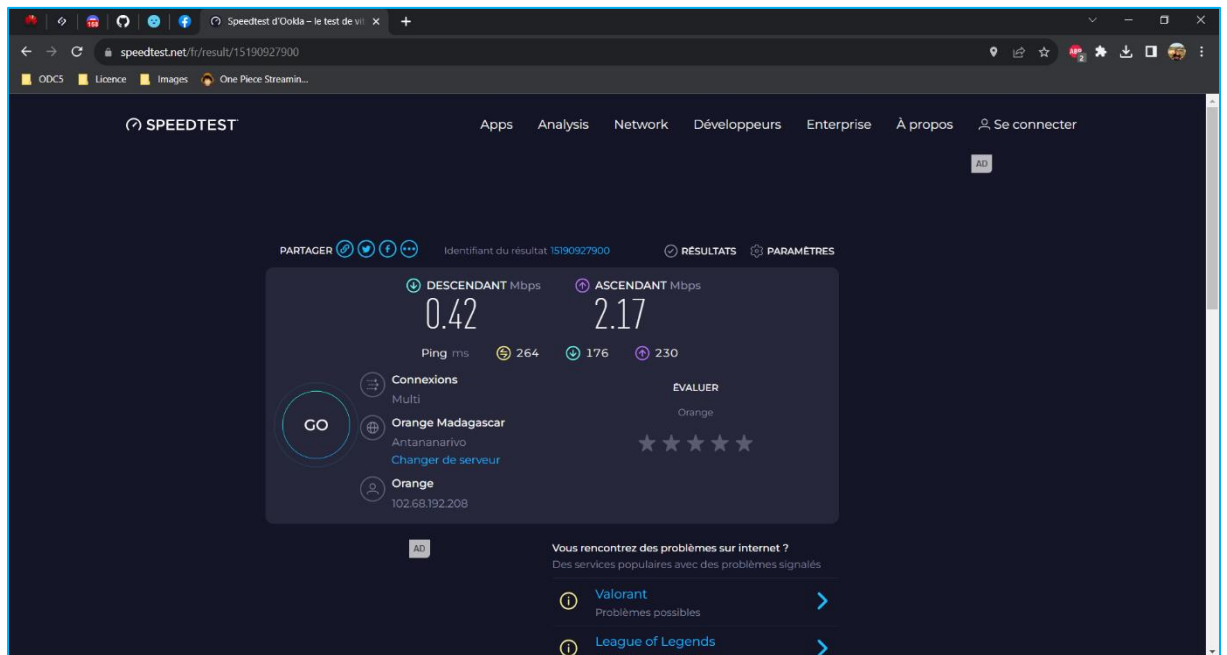 Speedtest d'Ookla – le test de vit
speedtest.net/fr/result/15190927900
ODC5 Licence Images One Piece Streamin...
SPEEDTEST Apps Analysis Network Développeurs Enterprise À propos Se connecter
AD
PARTAGER Identifiant du résultat 15190927900 RÉSULTATS PARAMÈTRES
DESCENDANT Mbps ASCENDANT Mbps
0.42 2.17
Ping ms 264 176 230
Connexions
Multi
ÉVALUER
Orange
GO
Orange Madagascar
Antananarivo
Changer de serveur
Orange
102.68.192.208
AD
Vous rencontrez des problèmes sur internet ?
Des services populaires avec des problèmes signalés
Valorant
Problèmes possibles
League of Legends